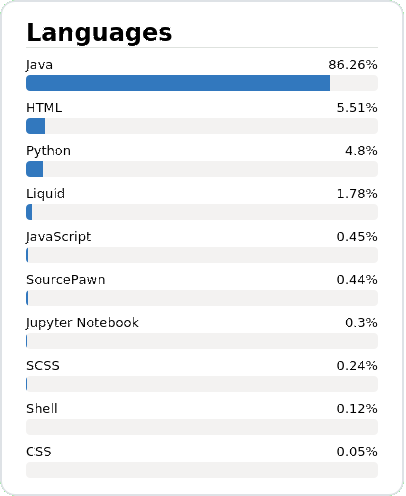 Languages
Java 86.26%
HTML 5.51%
Python 4.8%
Liquid 1.78%
JavaScript 0.45%
SourcePawn 0.44%
Jupyter Notebook 0.3%
SCSS 0.24%
Shell 0.12%
CSS 0.05%